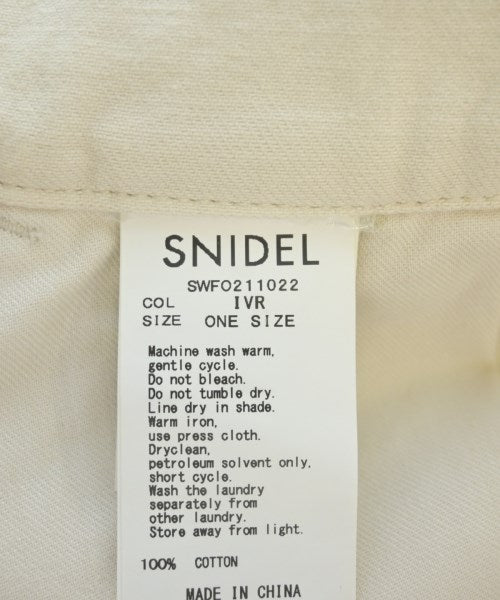 SNIDEL
SWFO211022
COL IVR
SIZE ONE SIZE
Machine wash warm,
gentle cycle.
Do not bleach.
Do not tumble dry.
Line dry in shade.
Warm iron,
use press cloth.
Dryclean,
petroleum solvent only,
short cycle.
Wash the laundry
separately from
other laundry.
Store away from light.
100% COTTON
MADE IN CHINA